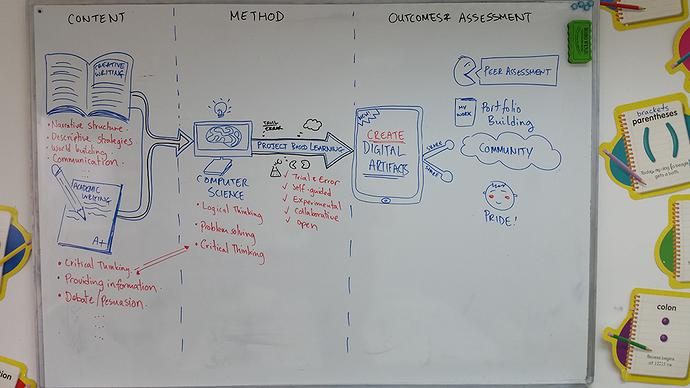 CONTENT
METHOD
OUTCOMES & ASSESSMENT
CREATIVE
WRITING
Narrative structure.
Descriptive Strategies
World building
Communication.
ACADEMIC
WRITING
A+
Critical Thinking.
Providing information.
Debate/Persuasion.
COMPUTER
SCIENCE
Logical Thinking
Problem solving
Critical Thinking
TRIAL
ERROR
PROJECT BASED LEARNING
Trial & Error
Self-guided
Experimental
Collaborative
Open
NEW!
CREATE
DIGITAL
ARTIFACTS
SHARE
SHARE
PEER ASSESSMENT
MY
WORK
Portfolio
Building
COMMUNITY
PRIDE!
brackets
parentheses
( )
colon
: